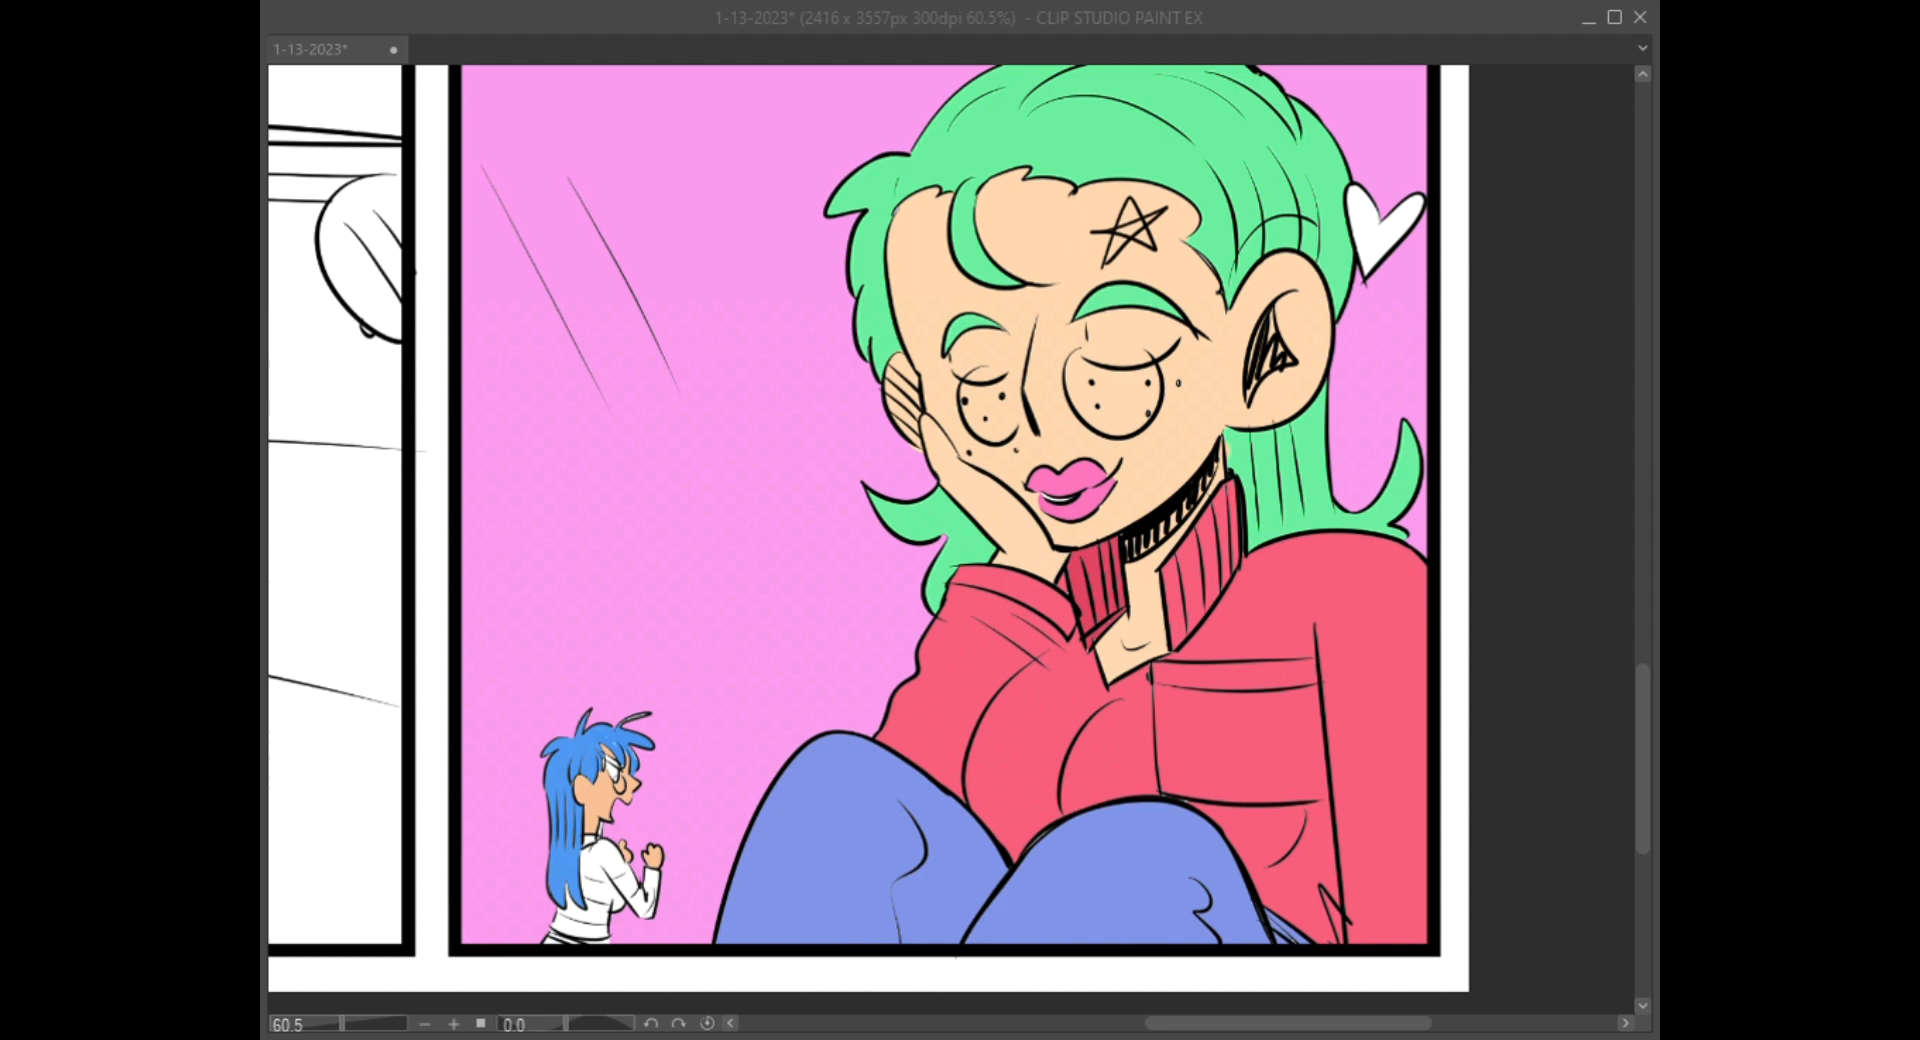 1-13-2023* (2416 x 3557px 300dpi 60.5%) - CLIP STUDIO PAINT EX
1-13-2023*
60.5
0.0